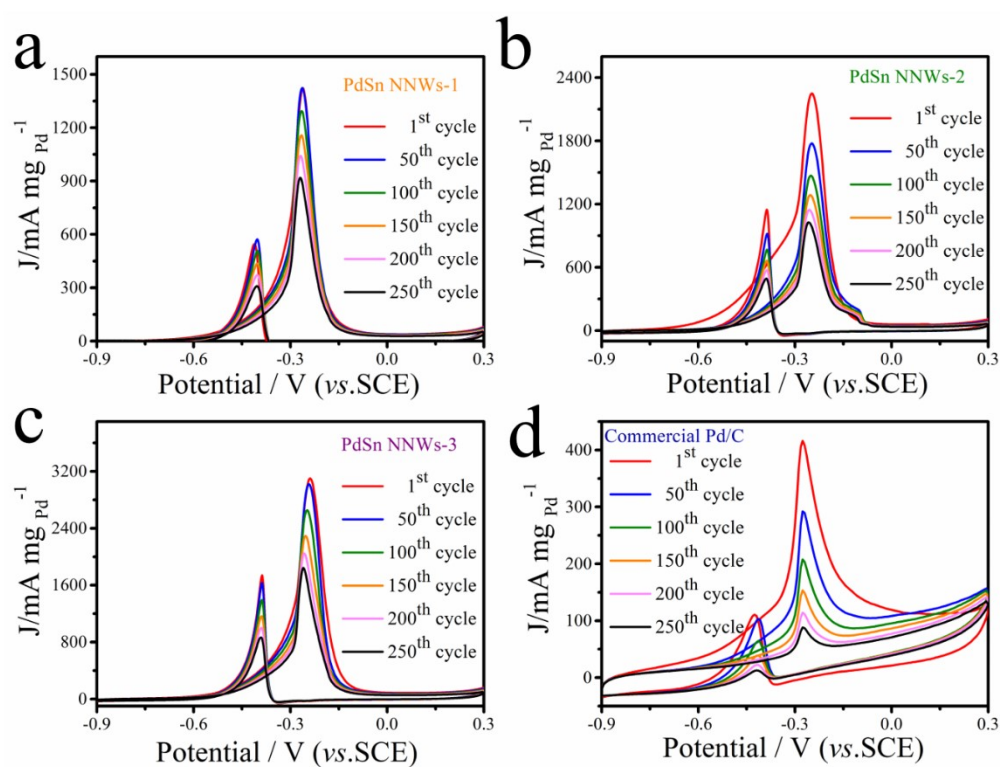 a
PdSn NNWs-1
1st cycle
50th cycle
100th cycle
150th cycle
200th cycle
250th cycle
1500
1200
900
600
300
0
J/mA mg Pd -1
-0.9 -0.6 -0.3 0.0 0.3
Potential / V (vs.SCE)
b
PdSn NNWs-2
1st cycle
50th cycle
100th cycle
150th cycle
200th cycle
250th cycle
2400
1800
1200
600
0
J/mA mg Pd -1
-0.9 -0.6 -0.3 0.0 0.3
Potential / V (vs.SCE)
c
PdSn NNWs-3
1st cycle
50th cycle
100th cycle
150th cycle
200th cycle
250th cycle
3200
2400
1600
800
0
J/mA mg Pd -1
-0.9 -0.6 -0.3 0.0 0.3
Potential / V (vs.SCE)
d
Commercial Pd/C
1st cycle
50th cycle
100th cycle
150th cycle
200th cycle
250th cycle
400
300
200
100
0
J/mA mg Pd -1
-0.9 -0.6 -0.3 0.0 0.3
Potential / V (vs.SCE)